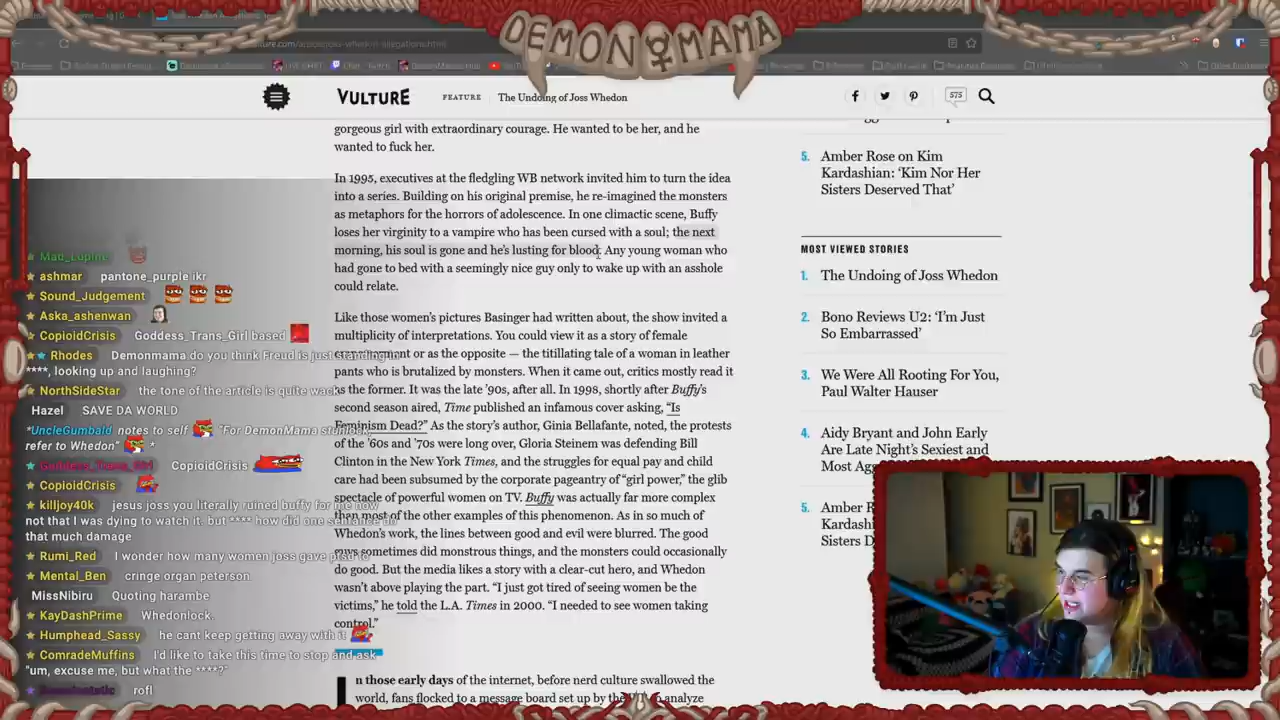 DEMON MAMA
VULTURE
FEATURE
The Undoing of Joss Whedon
575
gorgeous girl with extraordinary courage. He wanted to be her, and he
wanted to fuck her.
In 1995, executives at the fledgling WB network invited him to turn the idea
into a series. Building on his original premise, he re-imagined the monsters
as metaphors for the horrors of adolescence. In one climactic scene, Buffy
loses her virginity to a vampire who has been cursed with a soul; the next
morning, his soul is gone and he's lusting for blood. Any young woman who
had gone to bed with a seemingly nice guy only to wake up with an asshole
could relate.
Like those women's pictures Basinger had written about, the show invited a
multiplicity of interpretations. You could view it as a story of female
or as the opposite — the titillating tale of a woman in leather
pants who is brutalized by monsters. When it came out, critics mostly read it
as the former. It was the late '90s, after all. In 1998, shortly after Buffy's
second season aired, Time published an infamous cover asking, "Is
Feminism Dead?" As the story's author, Ginia Bellafante, noted, the protests
of the '60s and '70s were long over, Gloria Steinem was defending Bill
Clinton in the New York Times, and the struggles for equal pay and child
care had been subsumed by the corporate pageantry of "girl power," the glib
spectacle of powerful women on TV. Buffy was actually far more complex
than most of the other examples of this phenomenon. As in so much of
Whedon's work, the lines between good and evil were blurred. The good
guys sometimes did monstrous things, and the monsters could occasionally
do good. But the media likes a story with a clear-cut hero, and Whedon
wasn't above playing the part. "I just got tired of seeing women be the
victims," he told the L.A. Times in 2000. "I needed to see women taking
control."
In those early days of the internet, before nerd culture swallowed the
world, fans flocked to a message board set up by the analyze
5. Amber Rose on Kim
Kardashian: 'Kim Nor Her
Sisters Deserved That'
MOST VIEWED STORIES
1. The Undoing of Joss Whedon
2. Bono Reviews U2: 'I'm Just
So Embarrassed'
3. We Were All Rooting For You,
Paul Walter Hauser
4. Aidy Bryant and John Early
Are Late Night's Sexiest and
Most
5. Amber
Kardash
Sisters D
Mad_Lupine
ashmar pantone_purple ikr
Sound_Judgement
Aska_ashenwan
CopioidCrisis Goddess_Trans_Girl based
Rhodes Demonmama do you think Freud is just standing in
****, looking up and laughing?
NorthSideStar the tone of the article is quite wack
Hazel SAVE DA WORLD
*UncleGumbald notes to self "For DemonMama
refer to Whedon" *
Goddess_Trans_Girl CopioidCrisis
CopioidCrisis
killjoy40k jesus joss you literally ruined buffy for me now
not that I was dying to watch it. but **** how did one sentence do
that much damage
Rumi_Red I wonder how many women joss gave
Mental_Ben cringe organ peterson
MissNibiru Quoting harambe
KayDashPrime Whedonlock.
Humphead_Sassy he cant keep getting away with it
ComradeMuffins I'd like to take this time to stop and ask
"um, excuse me, but what the ****?"
rofl